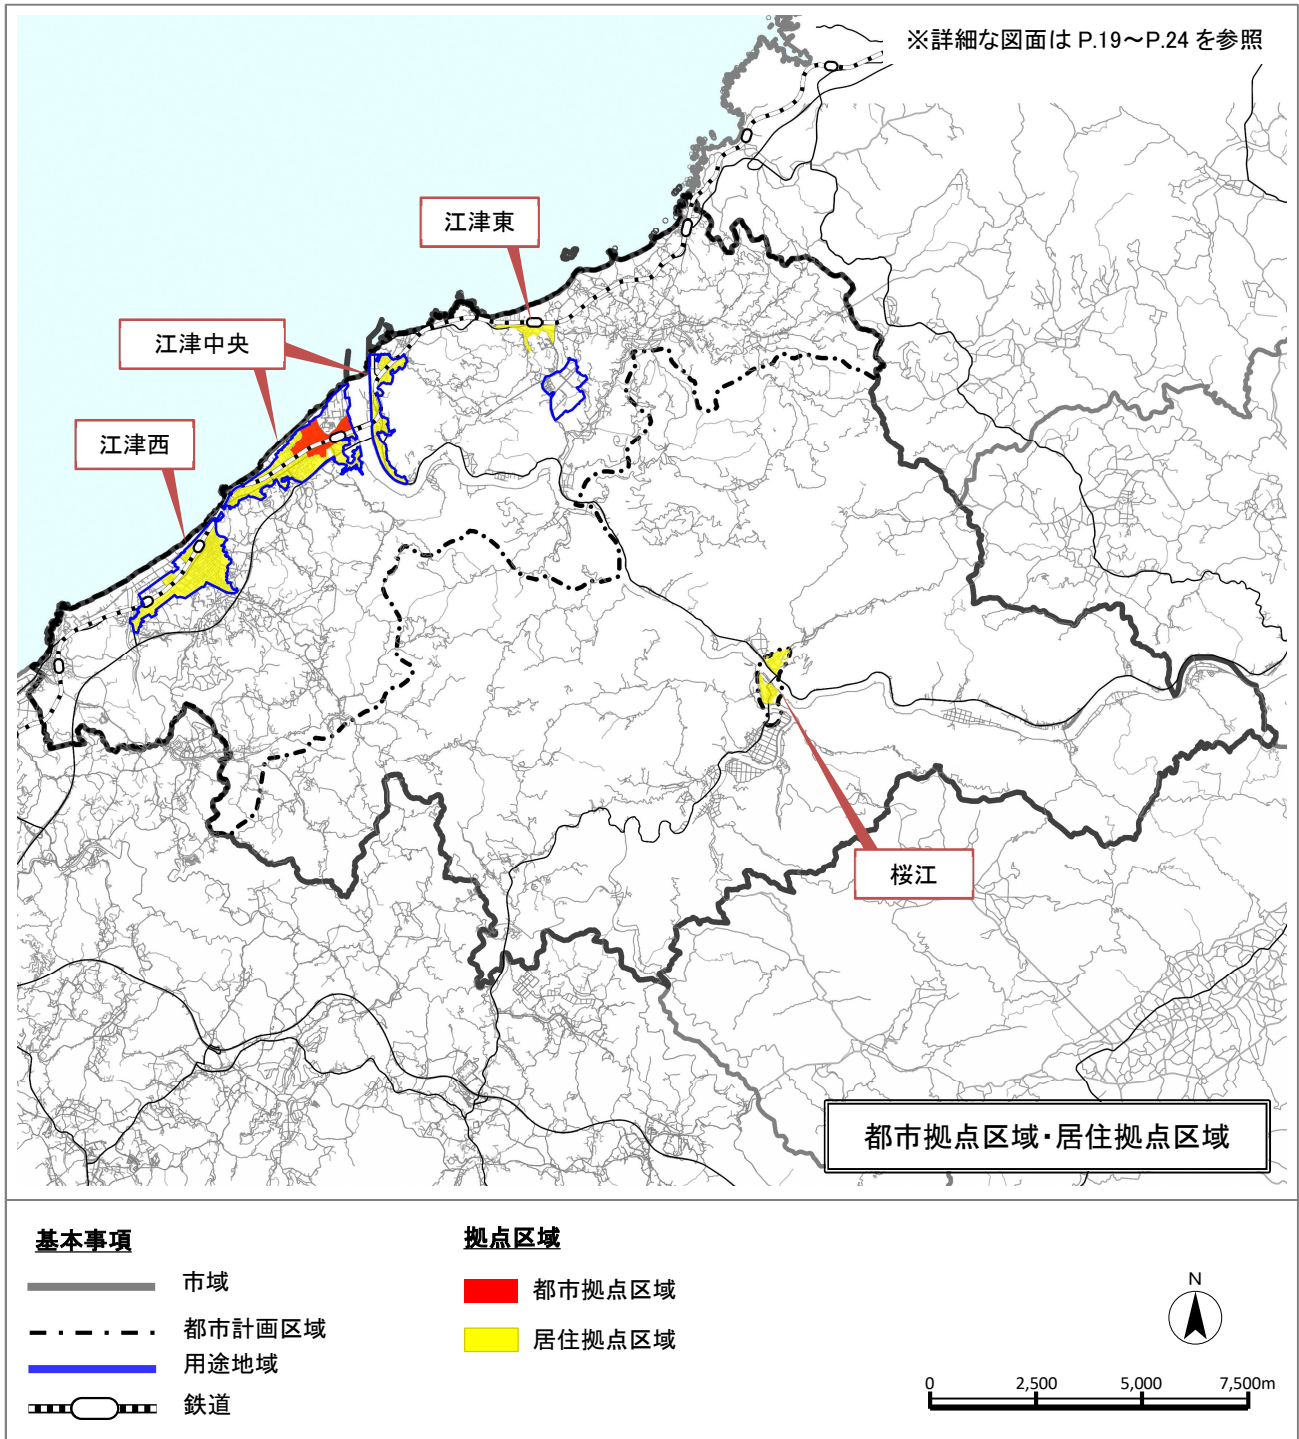 ※詳細な図面は P.19～P.24 を参照
江津東
江津中央
江津西
桜江
都市拠点区域・居住拠点区域
基本事項
市域
都市計画区域
用途地域
鉄道
拠点区域
都市拠点区域
居住拠点区域
N
0 2,500 5,000 7,500m